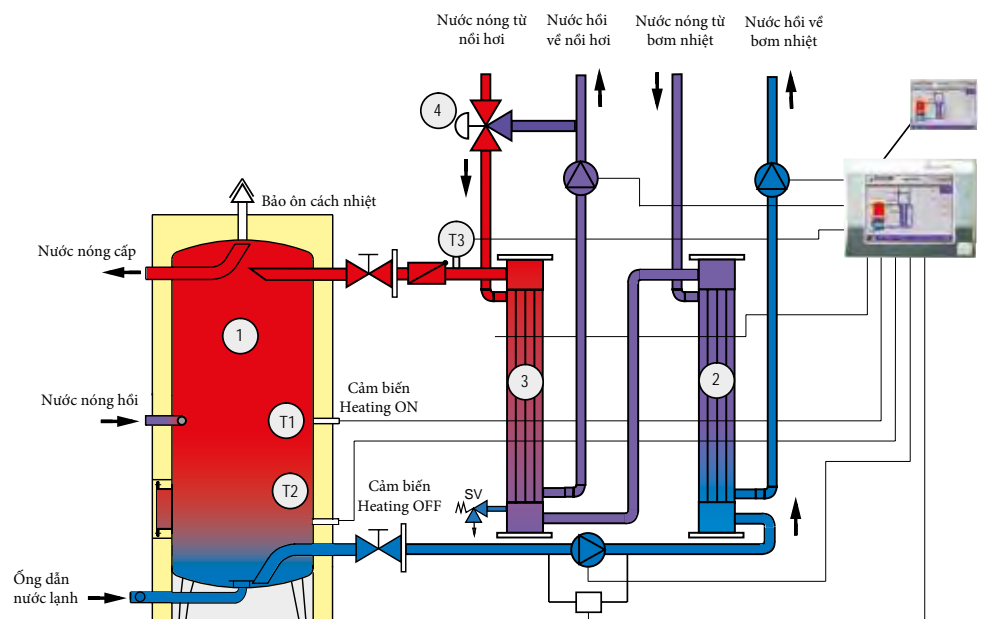 Nước nóng từ
nồi hơi
Nước hồi
về nồi hơi
Nước nóng từ
bơm nhiệt
Nước hồi về
bơm nhiệt
4
Bảo ôn cách nhiệt
T3
Nước nóng cấp
1
3
2
Cảm biến
Heating ON
Nước nóng hồi
T1
T2
Cảm biến
Heating OFF
SV
Ống dẫn
nước lạnh